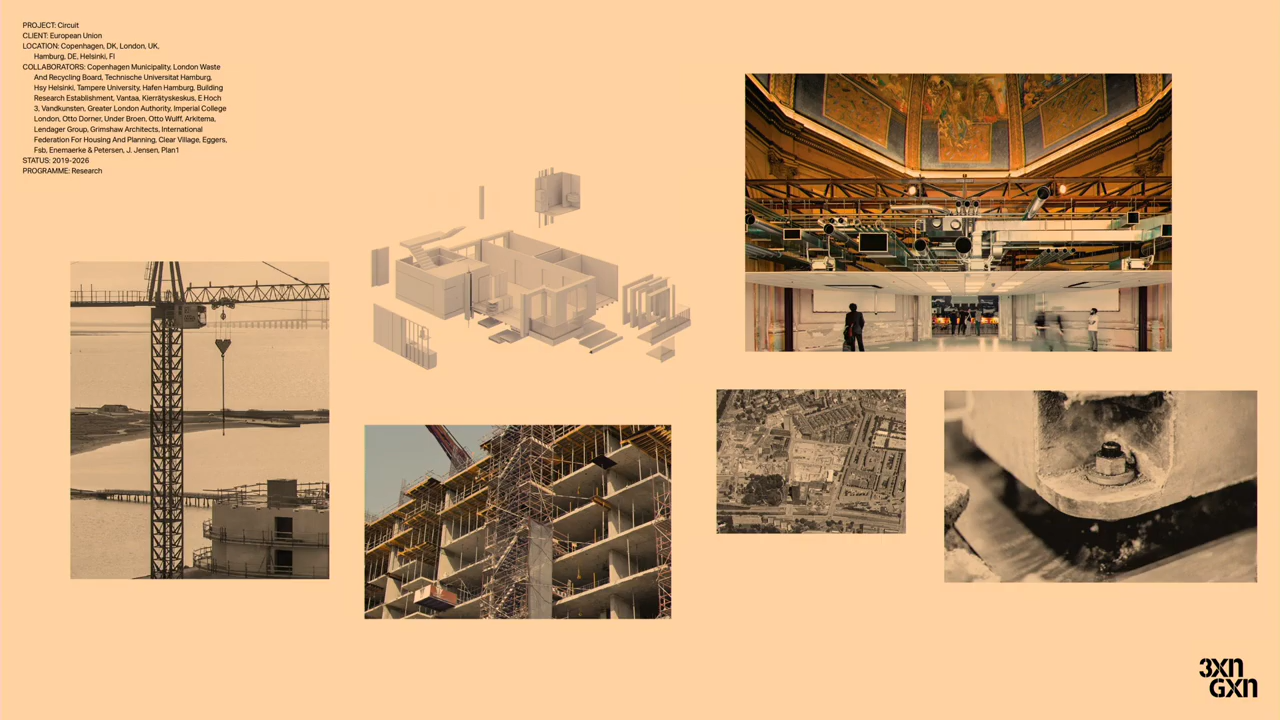 PROJECT: Circuit
CLIENT: European Union
LOCATION: Copenhagen, DK, London, UK,
Hamburg, DE, Helsinki, FI
COLLABORATORS: Copenhagen Municipality, London Waste
And Recycling Board, Technische Universitat Hamburg,
Hsy Helsinki, Tampere University, Hafen Hamburg, Building
Research Establishment, Vantaa, Kierrätyskeskus, E Hoch
3, Vandkunsten, Greater London Authority, Imperial College
London, Otto Dorner, Under Broen, Otto Wulff, Arkitema,
Lendager Group, Grimshaw Architects, International
Federation For Housing And Planning, Clear Village, Eggers,
Fsb, Enemaerke & Petersen, J. Jensen, Plan1
STATUS: 2019-2026
PROGRAMME: Research
3XN
GXN